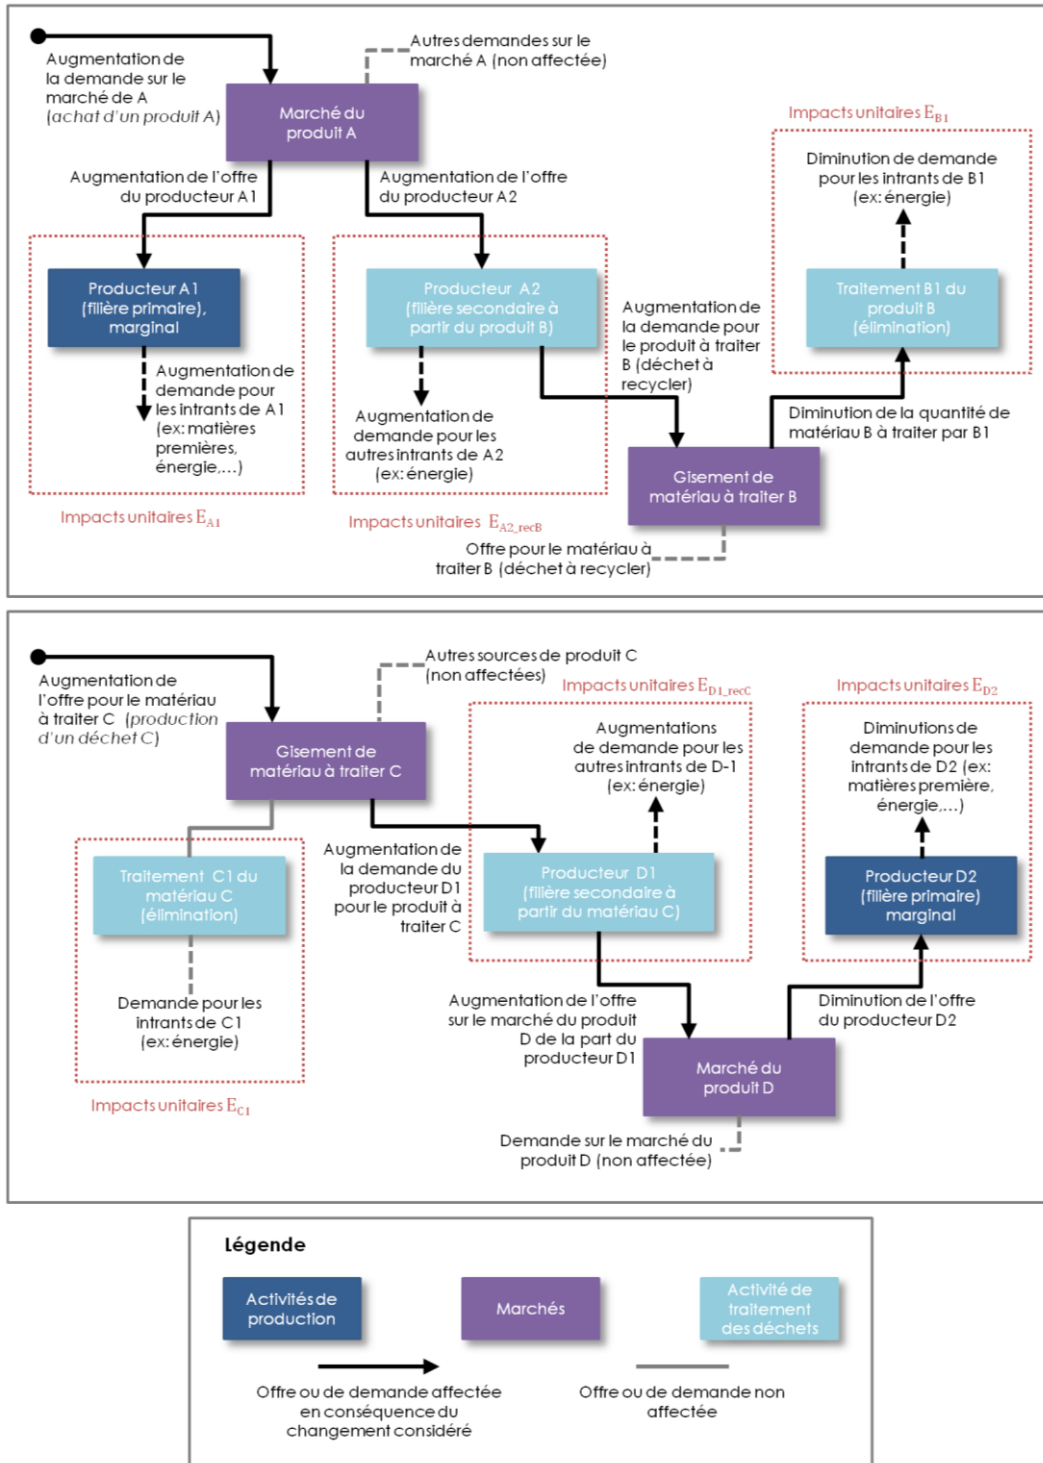 Augmentation de
la demande sur le
marché de A
(achat d'un produit A)
Autres demandes sur le
marché A (non affectée)
Marché du
produit A
Augmentation de l'offre
du producteur A1
Augmentation de l'offre
du producteur A2
Impacts unitaires E_B1
Diminution de demande
pour les intrants de B1
(ex: énergie)
Producteur A1
(filière primaire),
marginal
Producteur A2
(filière secondaire à
partir du produit B)
Augmentation de
la demande pour
le produit à traiter
B (déchet à
recycler)
Traitement B1 du
produit B
(élimination)
Augmentation de
demande pour
les intrants de A1
(ex: matières
premières,
énergie,...)
Augmentation de
demande pour les
autres intrants de A2
(ex: énergie)
Diminution de la quantité de
matériau B à traiter par B1
Gisement de
matériau à traiter B
Impacts unitaires E_A1
Impacts unitaires E_A2_recB
Offre pour le matériau à
traiter B (déchet à recycler)
Augmentation de
l'offre pour le matériau
à traiter C (production
d'un déchet C)
Autres sources de produit C
(non affectées)
Impacts unitaires E_D1_recC
Impacts unitaires E_D2
Gisement de
matériau à traiter C
Augmentations
de demande pour les
autres intrants de D-1
(ex: énergie)
Diminutions de
demande pour les
intrants de D2 (ex:
matières première,
énergie,...)
Traitement C1 du
matériau C
(élimination)
Augmentation de
la demande du
producteur D1
pour le produit à
traiter C
Producteur D1
(filière secondaire à
partir du matériau C)
Producteur D2
(filière primaire)
marginal
Demande pour les
intrants de C1
(ex: énergie)
Augmentation de l'offre
sur le marché du produit
D de la part du
producteur D1
Diminution de l'offre
du producteur D2
Marché du
produit D
Impacts unitaires E_C1
Demande sur le marché du
produit D (non affectée)
Légende
Activités de
production
Marchés
Activité de
traitement
des déchets
Offre ou de demande affectée
en conséquence du
changement considéré
Offre ou de demande non
affectée